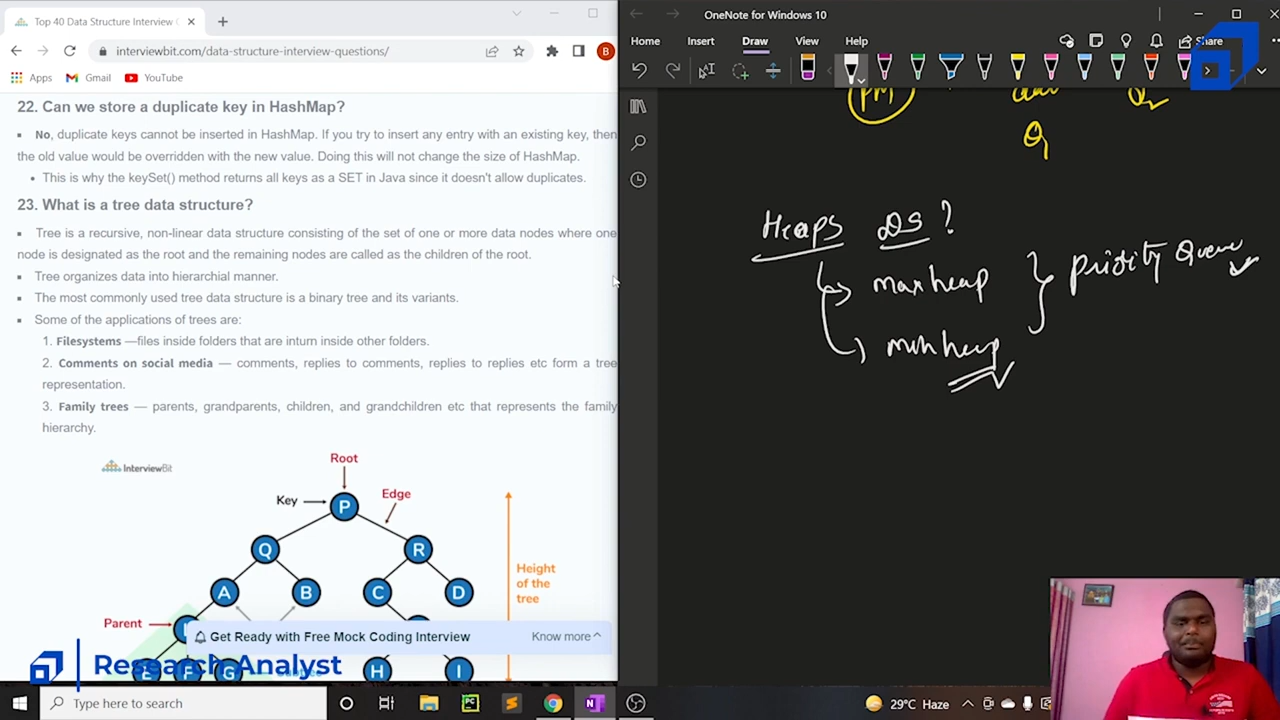 Top 40 Data Structure Interview
interviewbit.com/data-structure-interview-questions/
B
Apps
Gmail
YouTube
22. Can we store a duplicate key in HashMap?
No, duplicate keys cannot be inserted in HashMap. If you try to insert any entry with an existing key, then
the old value would be overridden with the new value. Doing this will not change the size of HashMap.
This is why the keySet() method returns all keys as a SET in Java since it doesn't allow duplicates.
23. What is a tree data structure?
Tree is a recursive, non-linear data structure consisting of the set of one or more data nodes where one
node is designated as the root and the remaining nodes are called as the children of the root.
Tree organizes data into hierarchial manner.
The most commonly used tree data structure is a binary tree and its variants.
Some of the applications of trees are:
1. Filesystems —files inside folders that are inturn inside other folders.
2. Comments on social media — comments, replies to comments, replies to replies etc form a tree
representation.
3. Family trees — parents, grandparents, children, and grandchildren etc that represents the family
hierarchy.
InterviewBit
Root
Key
P
Edge
Q
R
A
B
C
D
Height
of the
tree
Parent
Get Ready with Free Mock Coding Interview
Know more
E
F
G
H
I
Research Analyst
Type here to search
OneNote for Windows 10
Home
Insert
Draw
View
Help
Share
Heaps DS ?
maxheap
minheap
priority Queue
29°C Haze